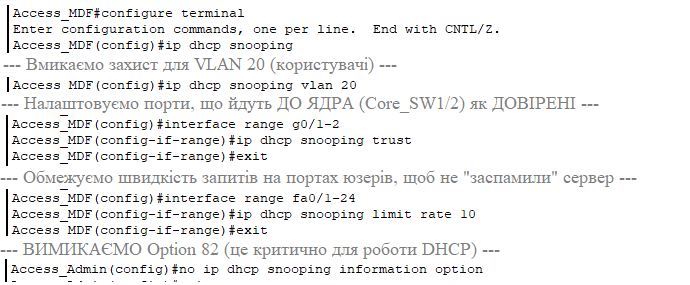 Access_MDF#configure terminal
Enter configuration commands, one per line.  End with CNTL/Z.
Access_MDF(config)#ip dhcp snooping
--- Вмикаємо захист для VLAN 20 (користувачі) ---
Access MDF(config)#ip dhcp snooping vlan 20
--- Налаштовуємо порти, що йдуть ДО ЯДРА (Core_SW1/2) як ДОВІРЕНІ ---
Access_MDF(config)#interface range g0/1-2
Access_MDF(config-if-range)#ip dhcp snooping trust
Access_MDF(config-if-range)#exit
--- Обмежуємо швидкість запитів на портах юзерів, щоб не "заспамили" сервер ---
Access_MDF(config)#interface range fa0/1-24
Access_MDF(config-if-range)#ip dhcp snooping limit rate 10
Access MDF(config-if-range)#exit
--- ВИМИКАЄМО Option 82 (це критично для роботи DHCP) ---
Access_Admin(config)#no ip dhcp snooping information option